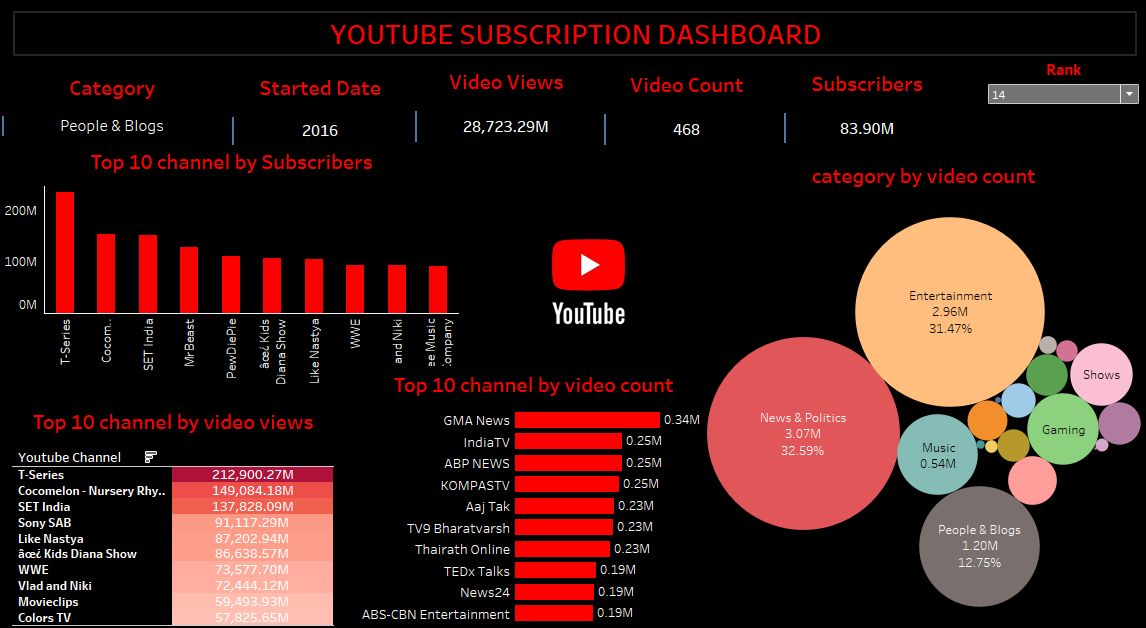 YOUTUBE SUBSCRIPTION DASHBOARD
Category
Started Date
Video Views
Video Count
Subscribers
Rank
14
People & Blogs
2016
28,723.29M
468
83.90M
Top 10 channel by Subscribers
200M
100M
0M
T-Series
Cocom..
SET India
MrBeast
PewDiePie
âœ¿ Kids
Diana Show
Like Nastya
WWE
and Niki
ee Music
ompany
YouTube
category by video count
Entertainment
2.96M
31.47%
News & Politics
3.07M
32.59%
Shows
Gaming
Music
0.54M
People & Blogs
1.20M
12.75%
Top 10 channel by video count
GMA News 0.34M
IndiaTV 0.25M
ABP NEWS 0.25M
KOMPASTV 0.25M
Aaj Tak 0.23M
TV9 Bharatvarsh 0.23M
Thairath Online 0.23M
TEDx Talks 0.19M
News24 0.19M
ABS-CBN Entertainment 0.19M
Top 10 channel by video views
Youtube Channel
T-Series 212,900.27M
Cocomelon - Nursery Rhy.. 149,084.18M
SET India 137,828.09M
Sony SAB 91,117.29M
Like Nastya 87,202.94M
âœ¿ Kids Diana Show 86,638.57M
WWE 73,577.70M
Vlad and Niki 72,444.12M
Movieclips 59,493.93M
Colors TV 57,825.65M